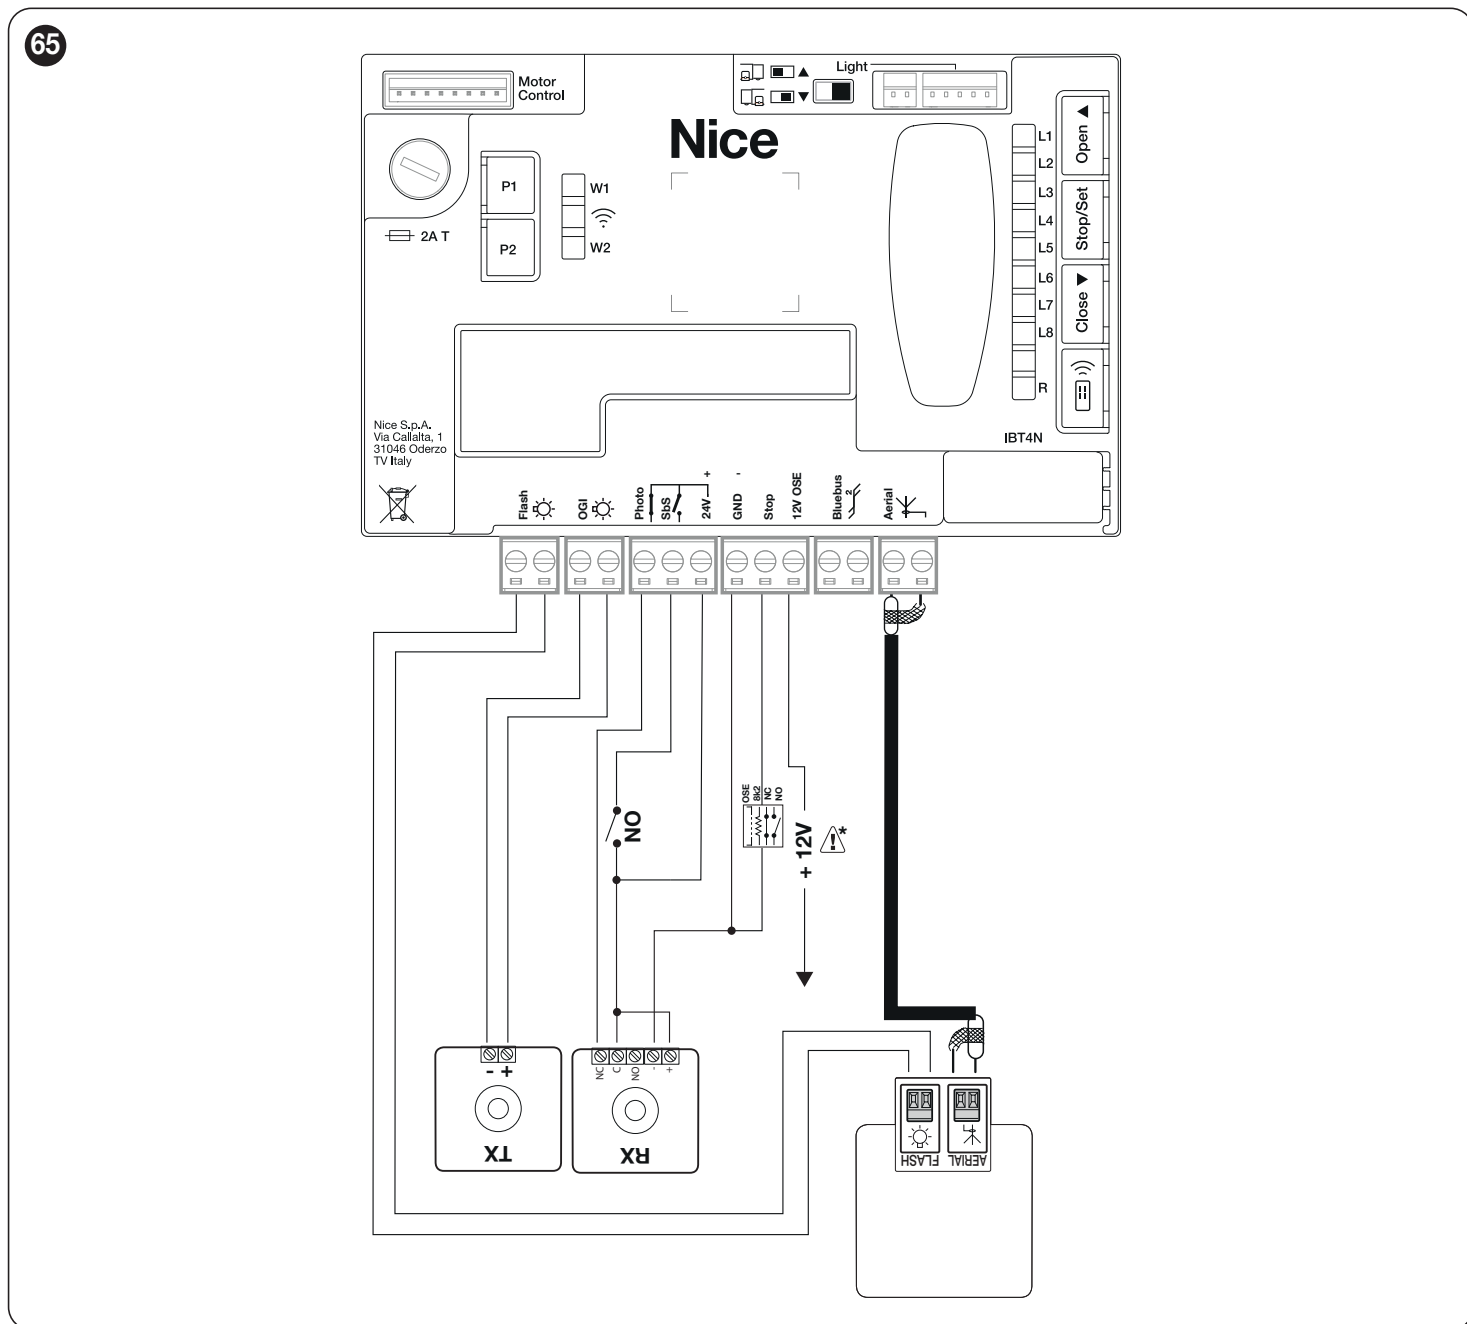 65
Motor
Control
Light
Nice
P1
P2
2A T
W1
W2
L1
L2
L3
L4
L5
L6
L7
L8
R
Open ▲
Stop/Set
Close ▼
IBT4N
Nice S.p.A.
Via Callalta, 1
31046 Oderzo
TV Italy
Flash
OGI
Photo
SbS
24V +
GND -
Stop
12V OSE
Bluebus
2
Aerial
NO
OSE
8k2
NC
NO
+ 12V
*
- +
TX
NC
C
NO
-
+
RX
FLASH
AERIAL